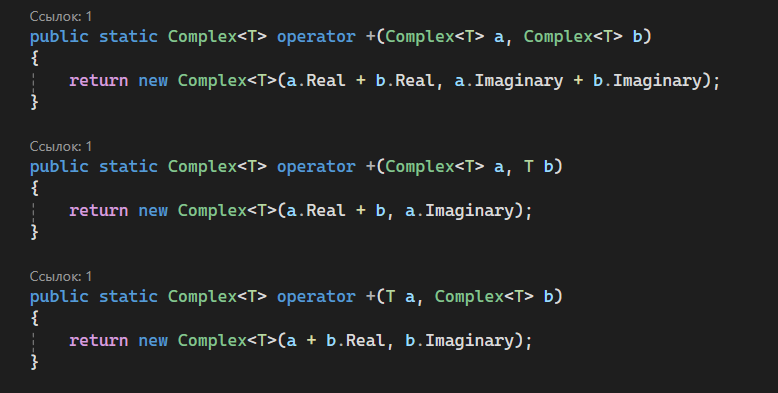 Ссылок: 1
public static Complex<T> operator +(Complex<T> a, Complex<T> b)
{
    return new Complex<T>(a.Real + b.Real, a.Imaginary + b.Imaginary);
}
Ссылок: 1
public static Complex<T> operator +(Complex<T> a, T b)
{
    return new Complex<T>(a.Real + b, a.Imaginary);
}
Ссылок: 1
public static Complex<T> operator +(T a, Complex<T> b)
{
    return new Complex<T>(a + b.Real, b.Imaginary);
}